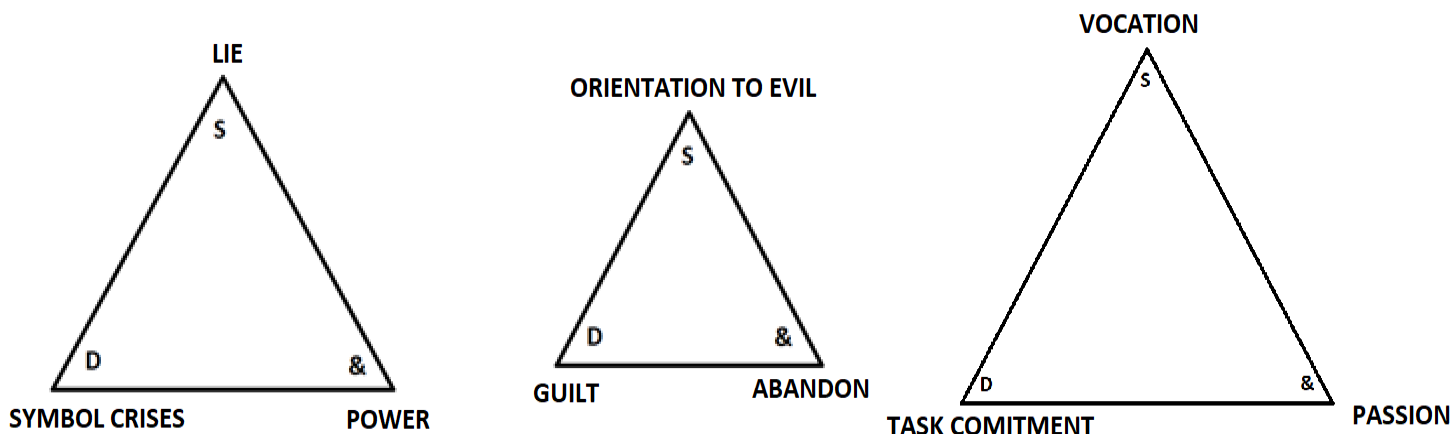 LIE
S
D
&
SYMBOL CRISES
POWER
ORIENTATION TO EVIL
S
D
&
GUILT
ABANDON
VOCATION
S
D
&
TASK COMITMENT
PASSION